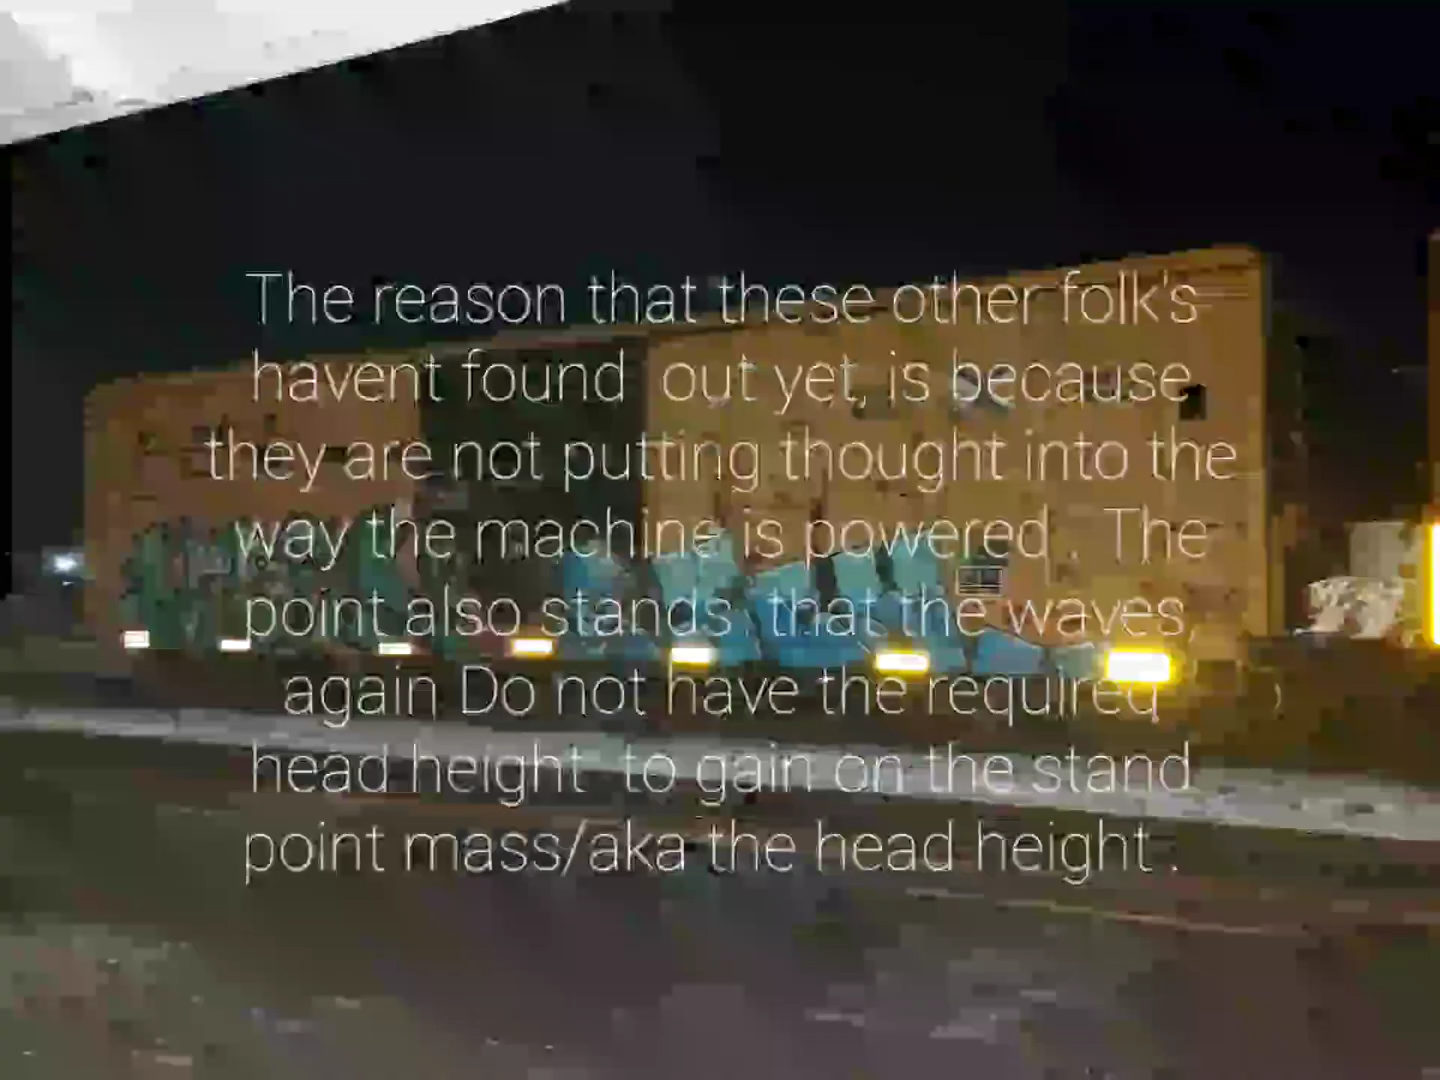 The reason that these other folk's
havent found  out yet, is because
they are not putting thought into the
way the machine is powered . The
point also stands, that the waves,
again Do not have the required
head height  to gain on the stand
point mass/aka the head height .